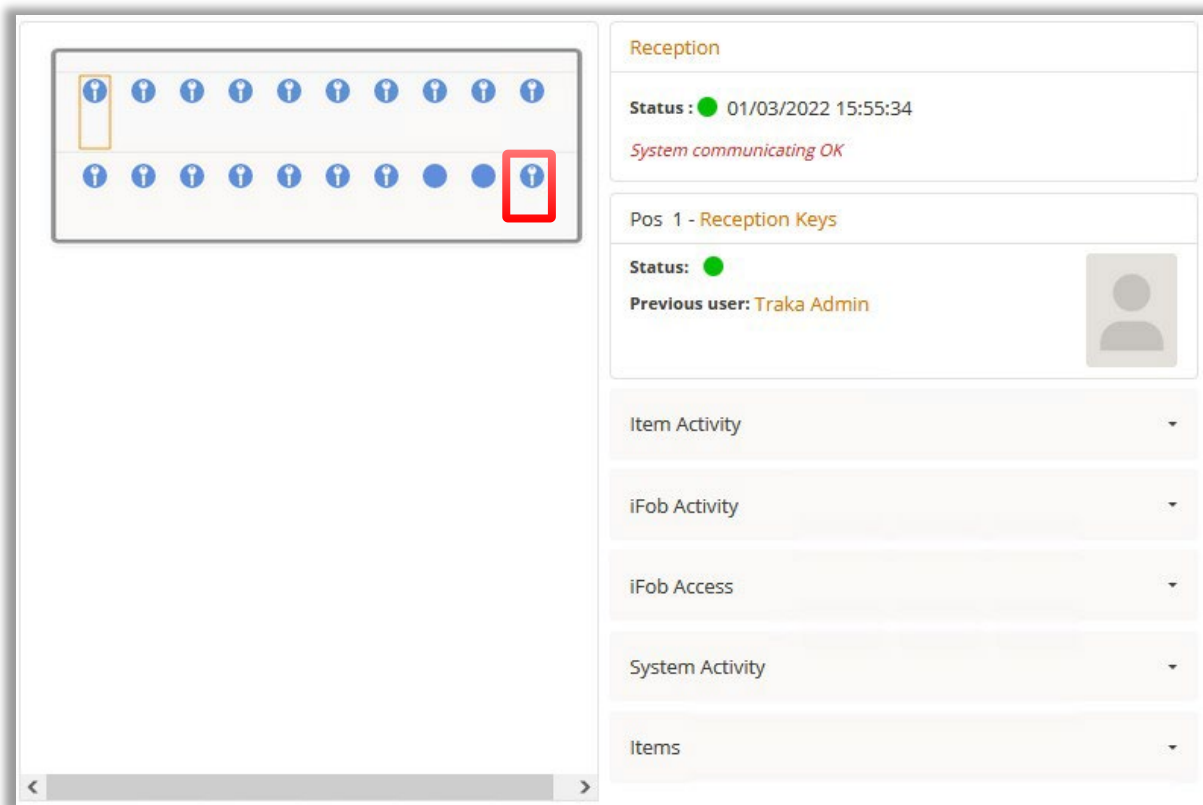 Reception
Status : 01/03/2022 15:55:34
System communicating OK
Pos 1 - Reception Keys
Status:
Previous user: Traka Admin
Item Activity
iFob Activity
iFob Access
System Activity
Items